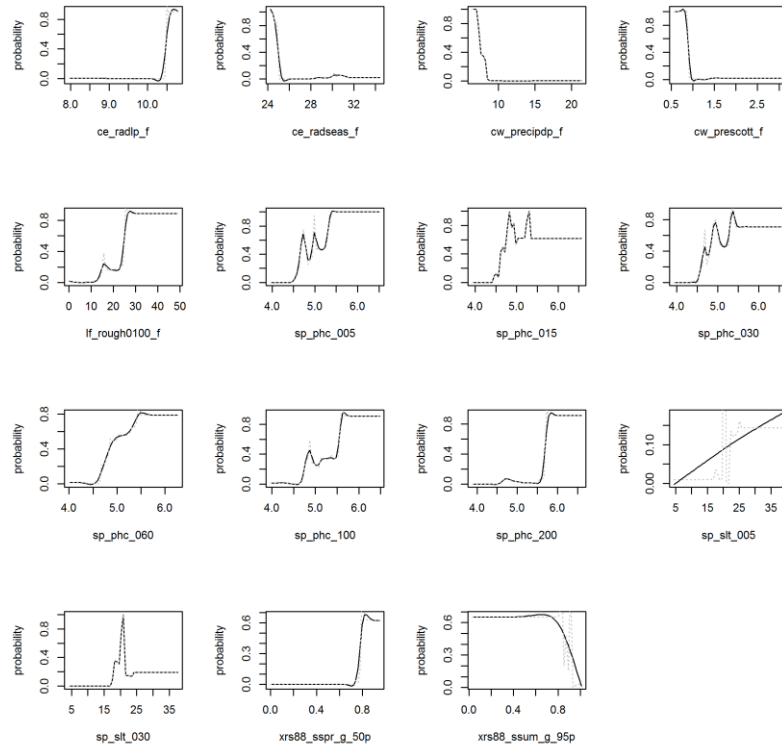 probability
0.0 0.4 0.8
8.0 9.0 10.0
ce_radlp_f
probability
0.0 0.4 0.8
24 28 32
ce_radseas_f
probability
0.0 0.4 0.8
10 15 20
cw_precipdp_f
probability
0.0 0.4 0.8
0.5 1.5 3.0
cw_prescott_f
probability
0.0 0.4 0.8
0 10 20 30 40 50
lf_rough0100_f
probability
0.0 0.4 0.8
4.0 5.0 6.0
sp_phc_005
probability
0.0 0.4 0.8
4.0 5.0 6.0
sp_phc_015
probability
0.0 0.4 0.8
4.0 5.0 6.0
sp_phc_030
probability
0.0 0.4 0.8
4.0 5.0 6.0
sp_phc_060
probability
0.0 0.4 0.8
4.0 5.0 6.0
sp_phc_100
probability
0.0 0.4 0.8
4.0 5.0 6.0
sp_phc_200
probability
0.00 0.10
5 15 25 35
sp_slt_005
probability
0.0 0.4 0.8
5 15 25 35
sp_slt_030
probability
0.0 0.3 0.6
0.0 0.4 0.8
xrs88_sspr_g_50p
probability
0.0 0.3 0.6
0.0 0.4 0.8
xrs88_ssum_g_95p